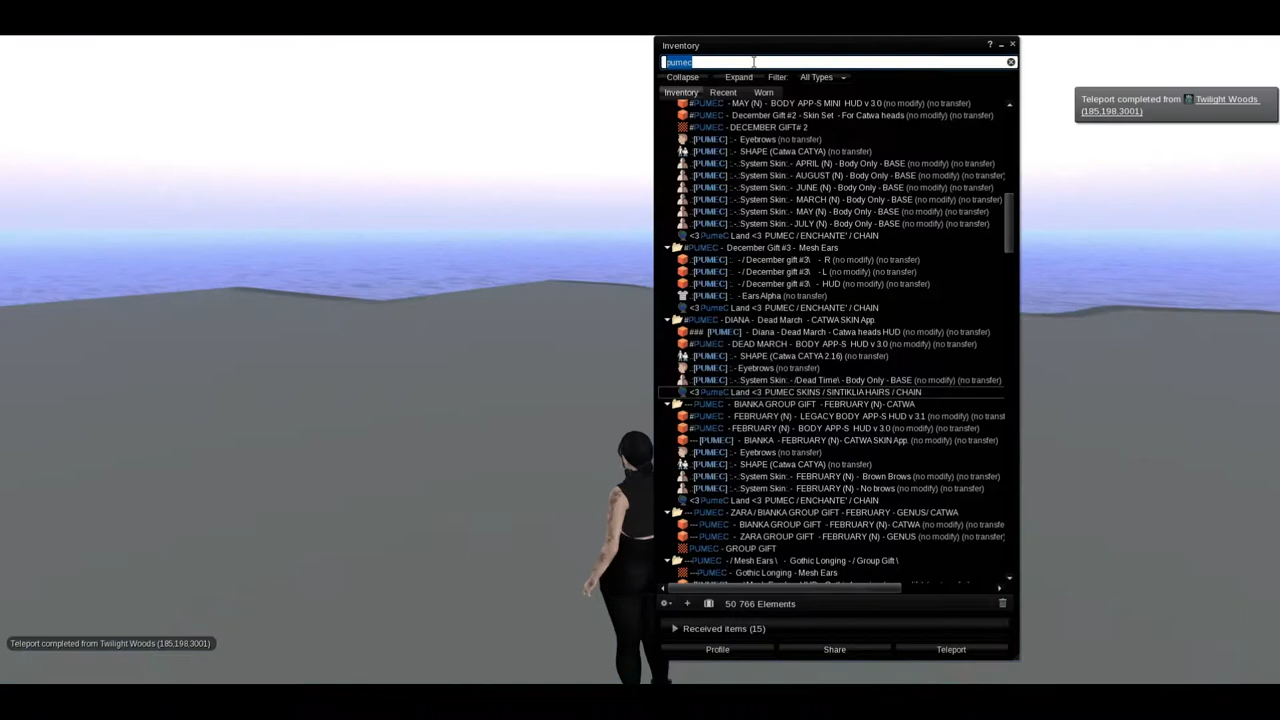 Inventory
? _ ×
pumec
Collapse Expand Filter: All Types
Inventory Recent Worn
#PUMEC - MAY (N) - BODY APP-S MINI HUD v 3.0 (no modify) (no transfer)
#PUMEC - December Gift #2 - Skin Set - For Catwa heads (no modify) (no transfer)
#PUMEC - DECEMBER GIFT# 2
.:[PUMEC] :. - Eyebrows (no transfer)
.:[PUMEC] :. - SHAPE (Catwa CATYA) (no transfer)
.:[PUMEC] :.-.:System Skin:. - APRIL (N) - Body Only - BASE (no modify) (no transfer)
.:[PUMEC] :.-.:System Skin:. - AUGUST (N) - Body Only - BASE (no modify) (no transfer)
.:[PUMEC] :.-.:System Skin:. - JUNE (N) - Body Only - BASE (no modify) (no transfer)
.:[PUMEC] :.-.:System Skin:. - MARCH (N) - Body Only - BASE (no modify) (no transfer)
.:[PUMEC] :.-.:System Skin:. - MAY (N) - Body Only - BASE (no modify) (no transfer)
.:[PUMEC] :.-.:System Skin:. - JULY (N) - Body Only - BASE (no modify) (no transfer)
<3 PumeC Land <3 PUMEC / ENCHANTE' / CHAIN
#PUMEC - December Gift #3 - Mesh Ears
.:[PUMEC] :. - / December gift #3\ - R (no modify) (no transfer)
.:[PUMEC] :. - / December gift #3\ - L (no modify) (no transfer)
.:[PUMEC] :. - / December gift #3\ - HUD (no modify) (no transfer)
.:[PUMEC] :. - Ears Alpha (no transfer)
<3 PumeC Land <3 PUMEC / ENCHANTE' / CHAIN
#PUMEC - DIANA - Dead March - CATWA SKIN App.
### [PUMEC] - Diana - Dead March - Catwa heads HUD (no modify) (no transfer)
#PUMEC - DEAD MARCH - BODY APP-S HUD v 3.0 (no modify) (no transfer)
.:[PUMEC] :. - SHAPE (Catwa CATYA 2.16) (no transfer)
.:[PUMEC] :.- Eyebrows (no transfer)
.:[PUMEC] :.-.:System Skin:. - /Dead Time\ - Body Only - BASE (no modify) (no transfer)
<3 PumeC Land <3 PUMEC SKINS / SINTIKLIA HAIRS / CHAIN
--- PUMEC - BIANKA GROUP GIFT - FEBRUARY (N)- CATWA
#PUMEC - FEBRUARY (N) - LEGACY BODY APP-S HUD v 3.1 (no modify) (no transf
#PUMEC - FEBRUARY (N) - BODY APP-S HUD v 3.0 (no modify) (no transfer)
--- [PUMEC] - BIANKA - FEBRUARY (N)- CATWA SKIN App. (no modify) (no transfer)
.:[PUMEC] :. - Eyebrows (no transfer)
.:[PUMEC] :. - SHAPE (Catwa CATYA) (no transfer)
.:[PUMEC] :.-.:System Skin:. - FEBRUARY (N) - Brown Brows (no modify) (no transfer)
.:[PUMEC] :.-.:System Skin:. - FEBRUARY (N) - No brows (no modify) (no transfer)
<3 PumeC Land <3 PUMEC / ENCHANTE' / CHAIN
--- PUMEC - ZARA / BIANKA GROUP GIFT - FEBRUARY - GENUS/ CATWA
--- PUMEC - BIANKA GROUP GIFT - FEBRUARY (N)- CATWA (no modify) (no transfe
--- PUMEC - ZARA GROUP GIFT - FEBRUARY (N) - GENUS (no modify) (no transfer)
PUMEC - GROUP GIFT
---PUMEC - / Mesh Ears \ - Gothic Longing - / Group Gift \
---PUMEC - Gothic Longing - Mesh Ears
50 766 Elements
Received items (15)
Profile Share Teleport
Teleport completed from Twilight Woods
(185,198,3001)
Teleport completed from Twilight Woods (185,198,3001)